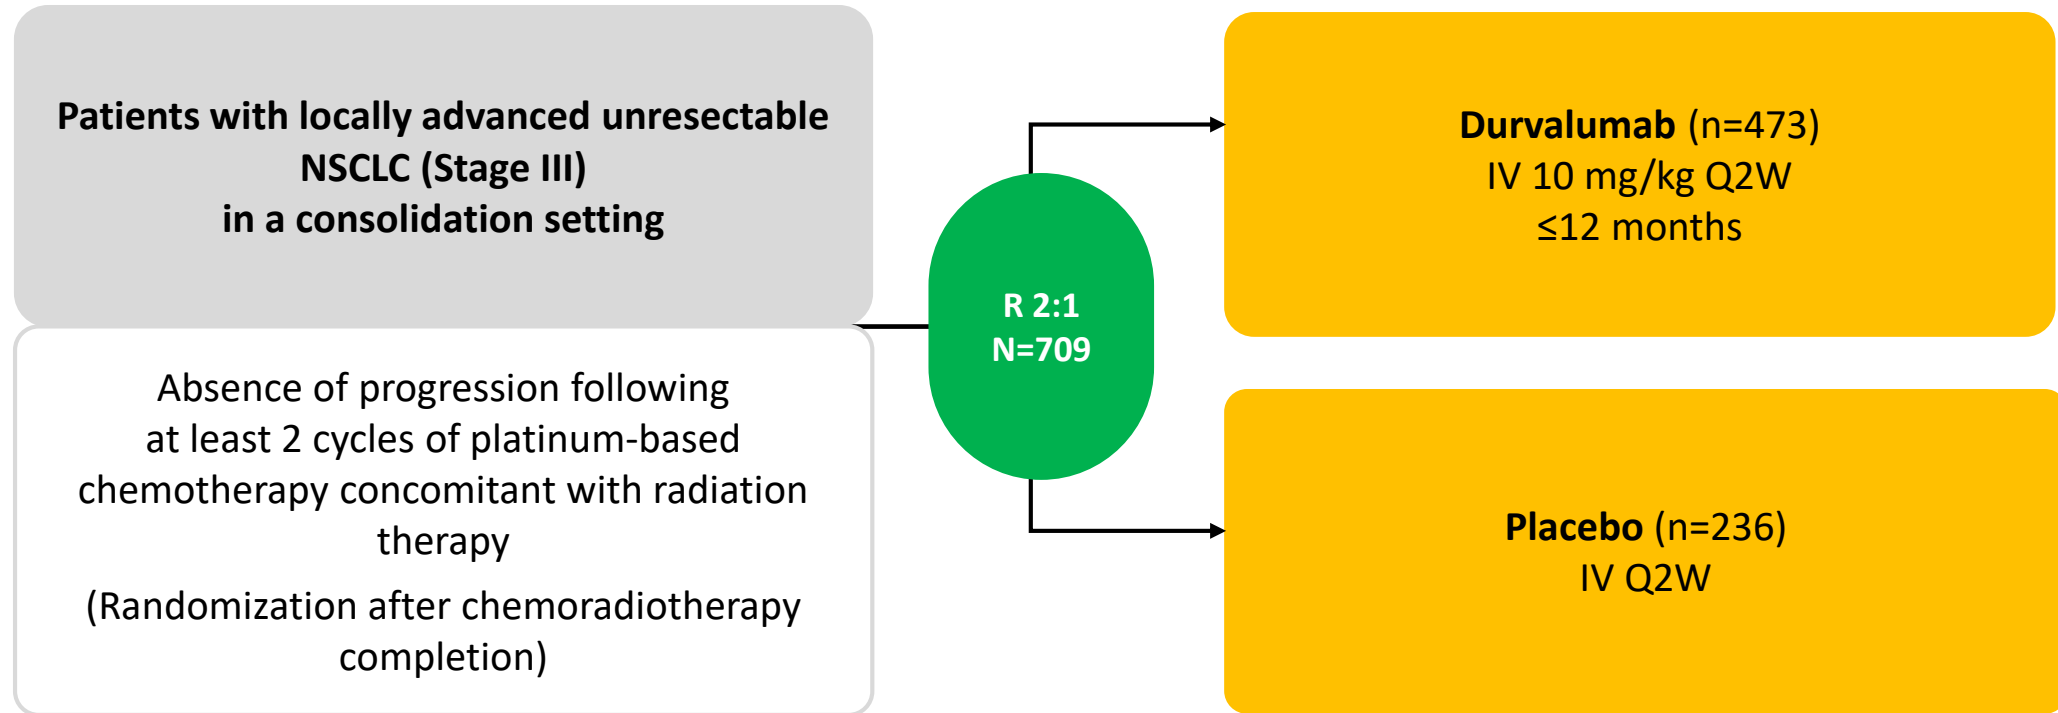 Patients with locally advanced unresectable
NSCLC (Stage III)
in a consolidation setting
Absence of progression following
at least 2 cycles of platinum-based
chemotherapy concomitant with radiation
therapy
(Randomization after chemoradiotherapy
completion)
R 2:1
N=709
Durvalumab (n=473)
IV 10 mg/kg Q2W
≤12 months
Placebo (n=236)
IV Q2W